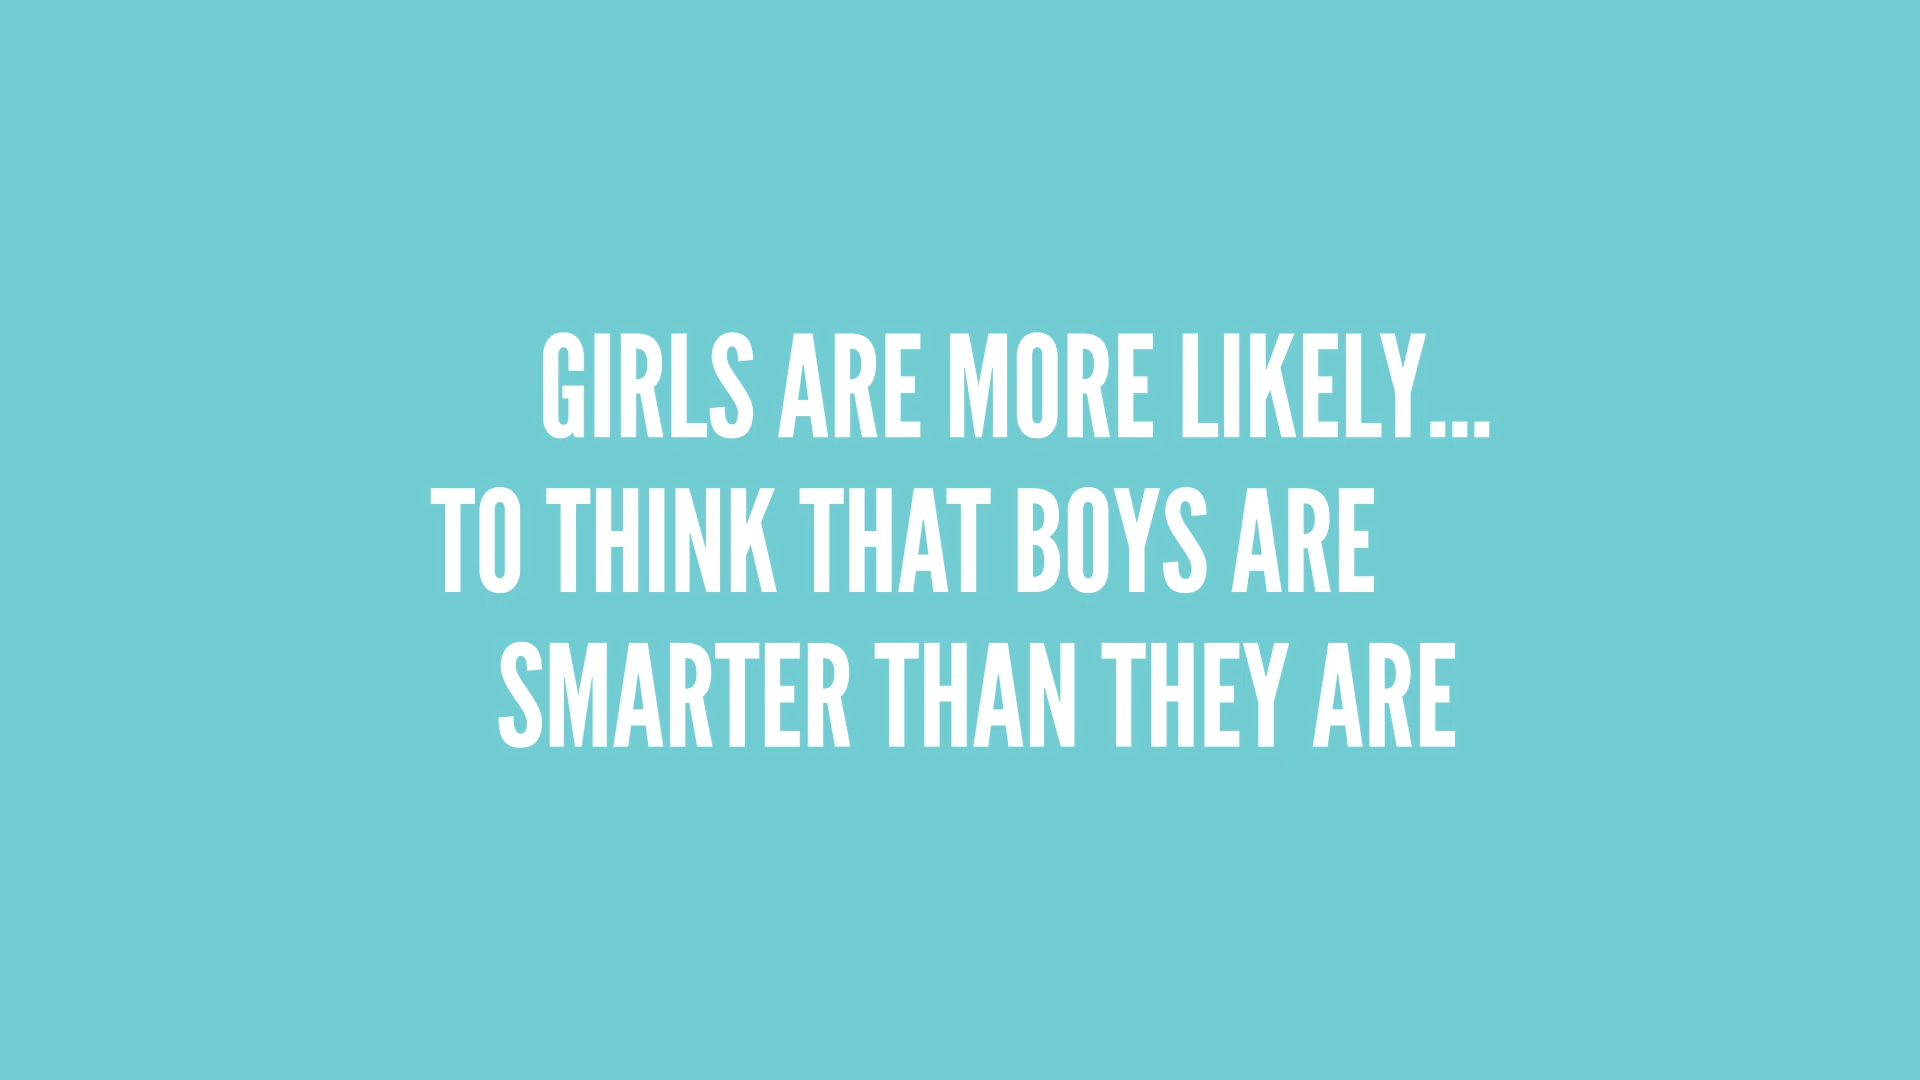 GIRLS ARE MORE LIKELY...
TO THINK THAT BOYS ARE
SMARTER THAN THEY ARE